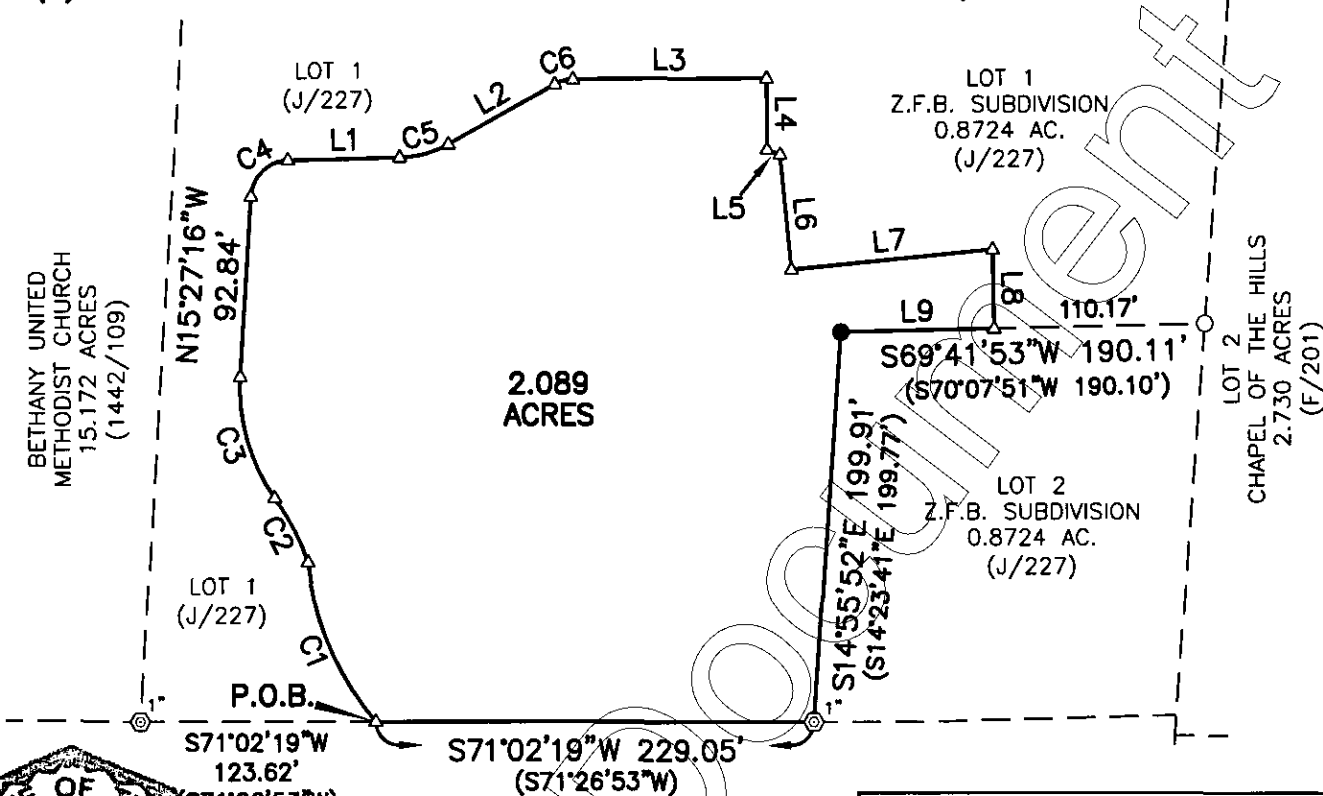 C6
L3
LOT 1
(J/227)
L2
LOT 1
Z.F.B. SUBDIVISION
0.8724 AC.
(J/227)
L4
C4
L1
C5
L5
L6
N15°27'16"W
92.84'
L7
L8
BETHANY UNITED
METHODIST CHURCH
15.172 ACRES
(1442/109)
L9
110.17'
S69°41'53"W 190.11'
(S70°07'51"W 190.10')
LOT 2
CHAPEL OF THE HILLS
2.730 ACRES
(F/201)
2.089
ACRES
S14°55'52"E 199.91'
(S14°23'41"E 199.77')
C3
LOT 2
Z.F.B. SUBDIVISION
0.8724 AC.
(J/227)
C2
LOT 1
(J/227)
C1
P.O.B.
1"
1"
S71°02'19"W
123.62'
S71°02'19"W 229.05'
(S71°26'53"W)
OF
ocument